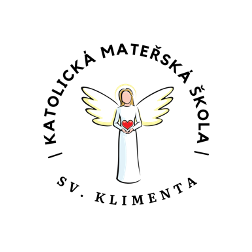 | KATOLICKÁ MATEŘSKÁ ŠKOLA |
SV. KLIMENTA